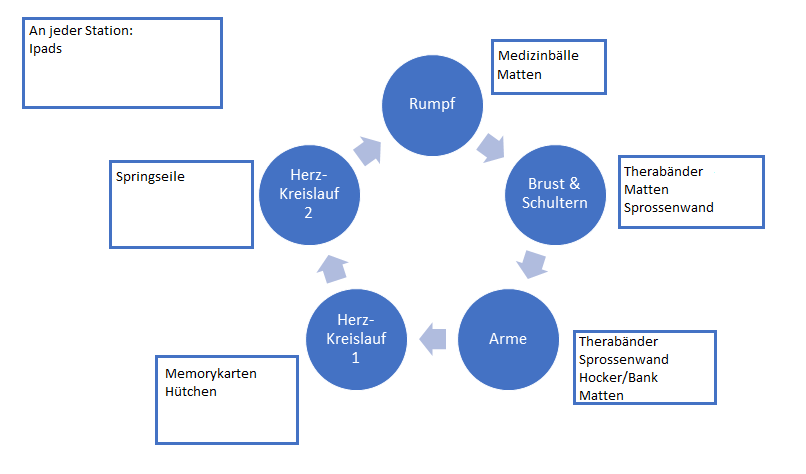 An jeder Station:
Ipads
Rumpf
Medizinbälle
Matten
Brust &
Schultern
Therabänder
Matten
Sprossenwand
Arme
Therabänder
Sprossenwand
Hocker/Bank
Matten
Herz-
Kreislauf
1
Memorykarten
Hütchen
Herz-
Kreislauf
2
Springseile